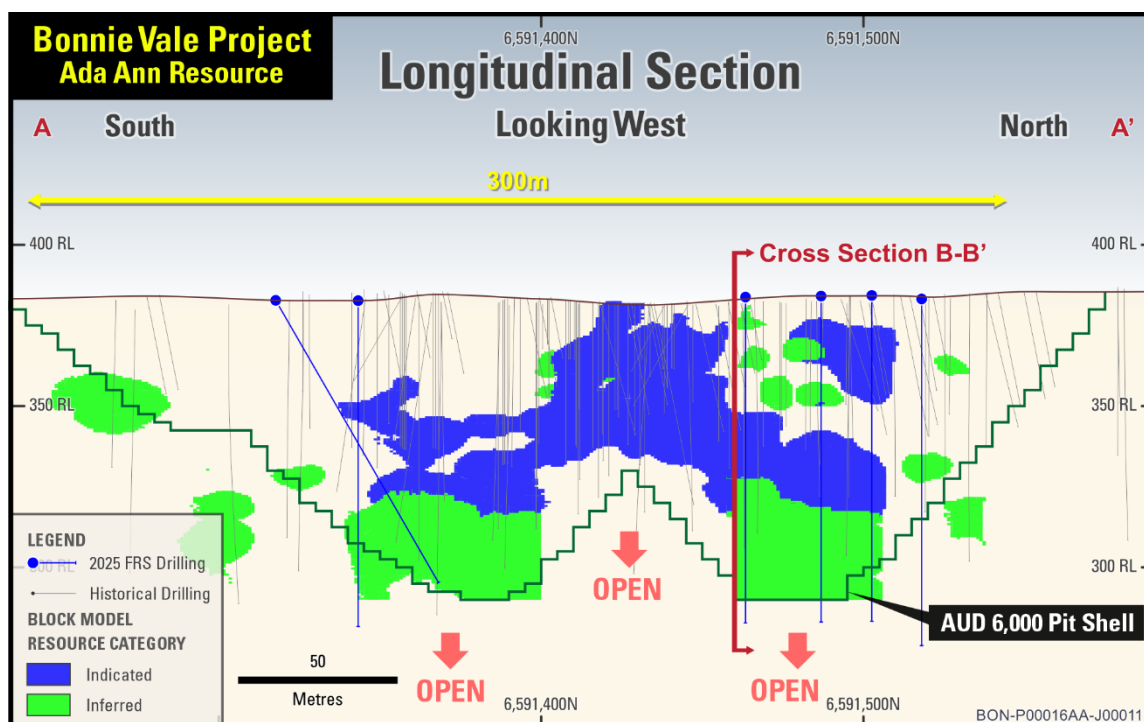 Bonnie Vale Project
Ada Ann Resource
6,591,400N
6,591,500N
Longitudinal Section
A
South
Looking West
North
A'
300m
400 RL
400 RL
Cross Section B-B'
350 RL
350 RL
300 RL
300 RL
LEGEND
2025 FRS Drilling
Historical Drilling
BLOCK MODEL
RESOURCE CATEGORY
Indicated
Inferred
OPEN
AUD 6,000 Pit Shell
50
Metres
OPEN
OPEN
6,591,400N
6,591,500N
BON-P00016AA-J00011